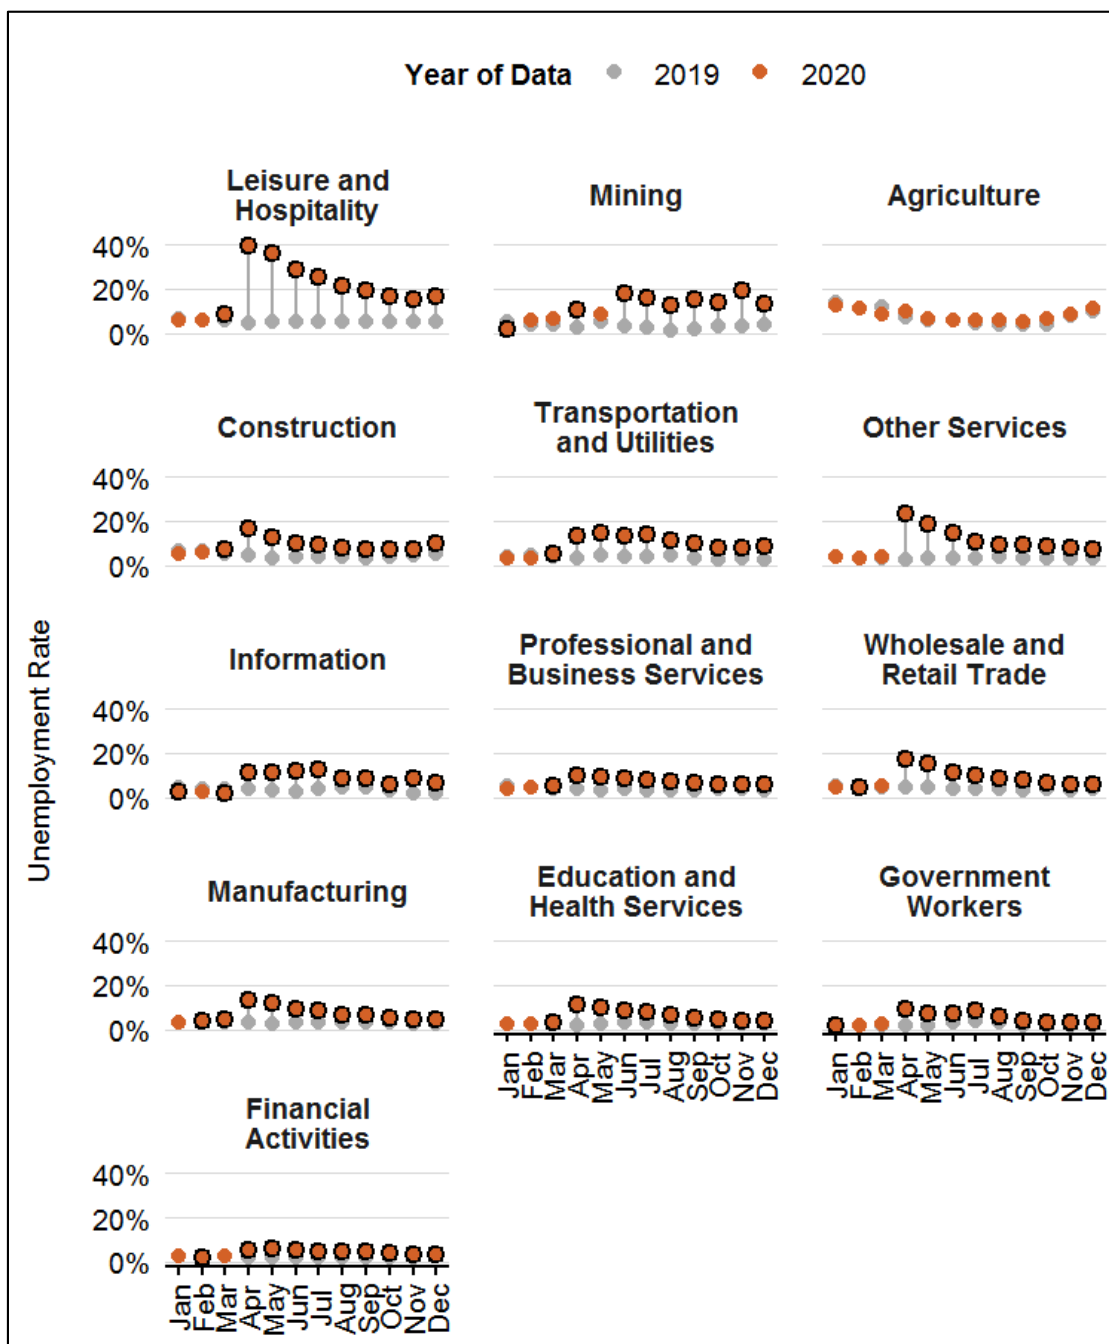 Year of Data 2019 2020
Leisure and
Hospitality
Mining
Agriculture
40%
20%
0%
Construction
Transportation
and Utilities
Other Services
40%
20%
0%
Unemployment Rate
Information
Professional and
Business Services
Wholesale and
Retail Trade
40%
20%
0%
Manufacturing
Education and
Health Services
Government
Workers
40%
20%
0%
Jan Feb Mar Apr May Jun Jul Aug Sep Oct Nov Dec
Jan Feb Mar Apr May Jun Jul Aug Sep Oct Nov Dec
Financial
Activities
40%
20%
0%
Jan Feb Mar Apr May Jun Jul Aug Sep Oct Nov Dec